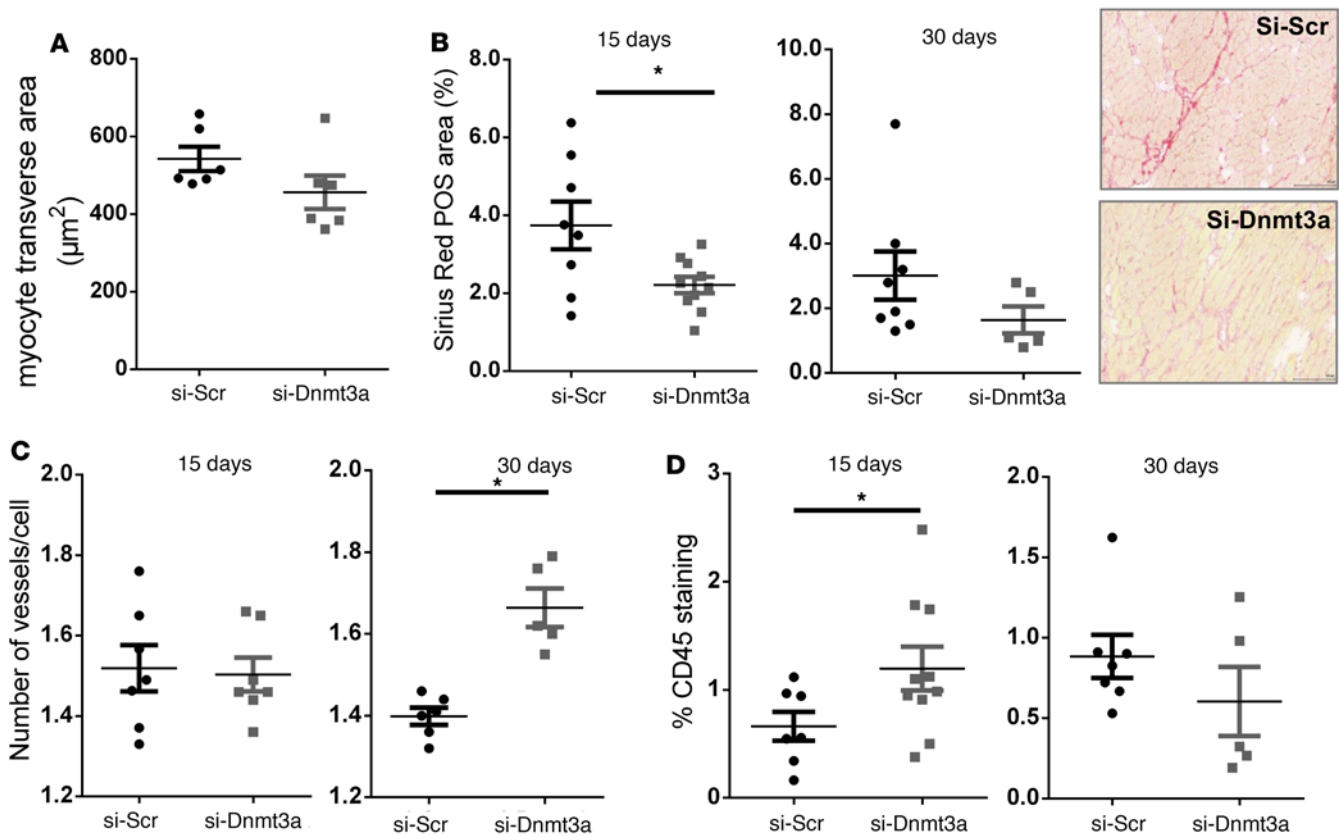 A
myocyte transverse area
(µm²)
800
600
400
200
0
si-Scr
si-Dnmt3a
B
15 days
Sirius Red POS area (%)
8.0
6.0
4.0
2.0
0.0
*
si-Scr
si-Dnmt3a
30 days
10.0
8.0
6.0
4.0
2.0
0.0
si-Scr
si-Dnmt3a
Si-Scr
Si-Dnmt3a
C
15 days
Number of vessels/cell
2.0
1.8
1.6
1.4
1.2
si-Scr
si-Dnmt3a
30 days
2.0
1.8
1.6
1.4
1.2
*
si-Scr
si-Dnmt3a
D
15 days
% CD45 staining
3
2
1
0
*
si-Scr
si-Dnmt3a
30 days
2.0
1.5
1.0
0.5
0.0
si-Scr
si-Dnmt3a